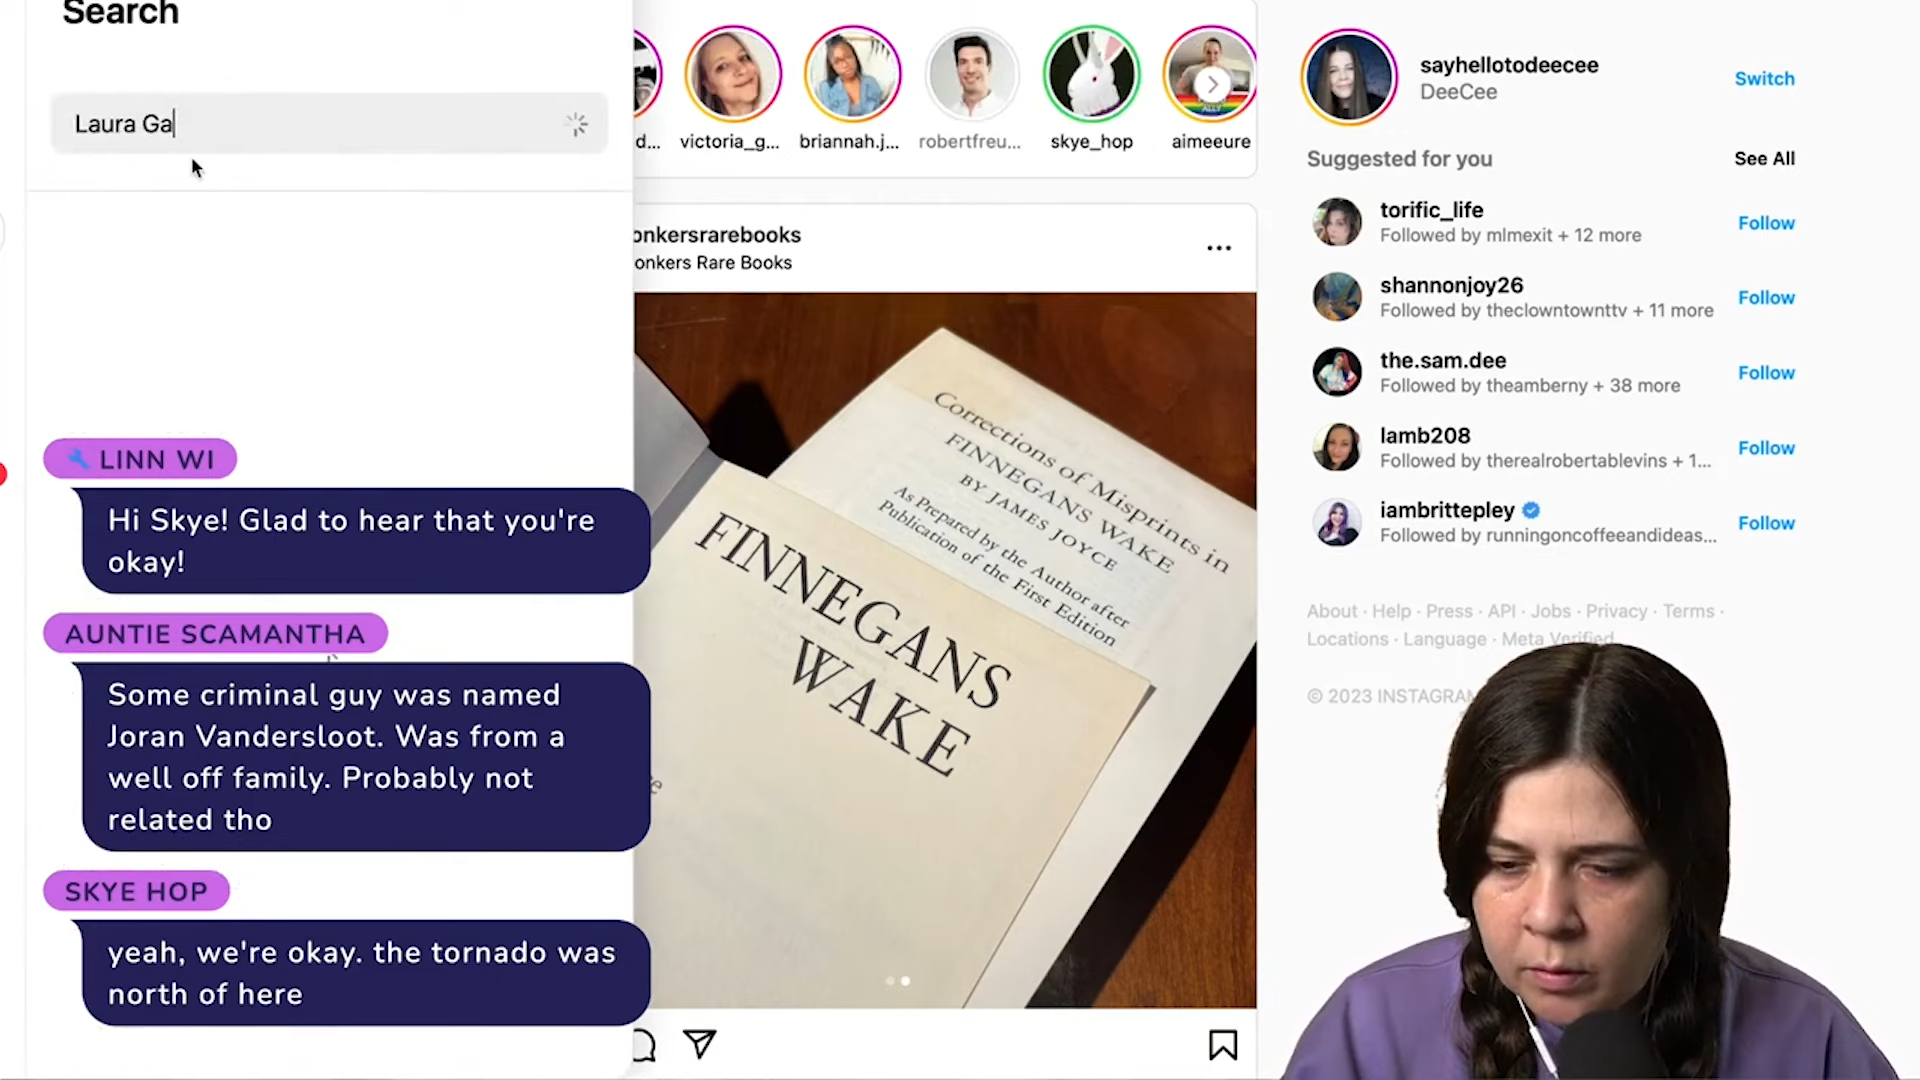 Search
Laura Ga
LINN WI
Hi Skye! Glad to hear that you're
okay!
AUNTIE SCAMANTHA
Some criminal guy was named
Joran Vandersloot. Was from a
well off family. Probably not
related tho
SKYE HOP
yeah, we're okay. the tornado was
north of here
d...
victoria_g...
briannah.j...
robertfreu...
skye_hop
aimeeure
ALLY
onkersrarebooks
onkers Rare Books
Corrections of Misprints in
FINNEGANS WAKE
BY JAMES JOYCE
As Prepared by the Author after
Publication of the First Edition
FINNEGANS
WAKE
sayhellotodeecee
DeeCee
Switch
Suggested for you
See All
torific_life
Followed by mlmexit + 12 more
Follow
shannonjoy26
Followed by theclowntownttv + 11 more
Follow
the.sam.dee
Followed by theamberny + 38 more
Follow
lamb208
Followed by therealrobertablevins + 1...
Follow
iambrittepley
Followed by runningoncoffeeandideas...
Follow
About · Help · Press · API · Jobs · Privacy · Terms ·
Locations · Language · Meta Verified
© 2023 INSTAGRAM